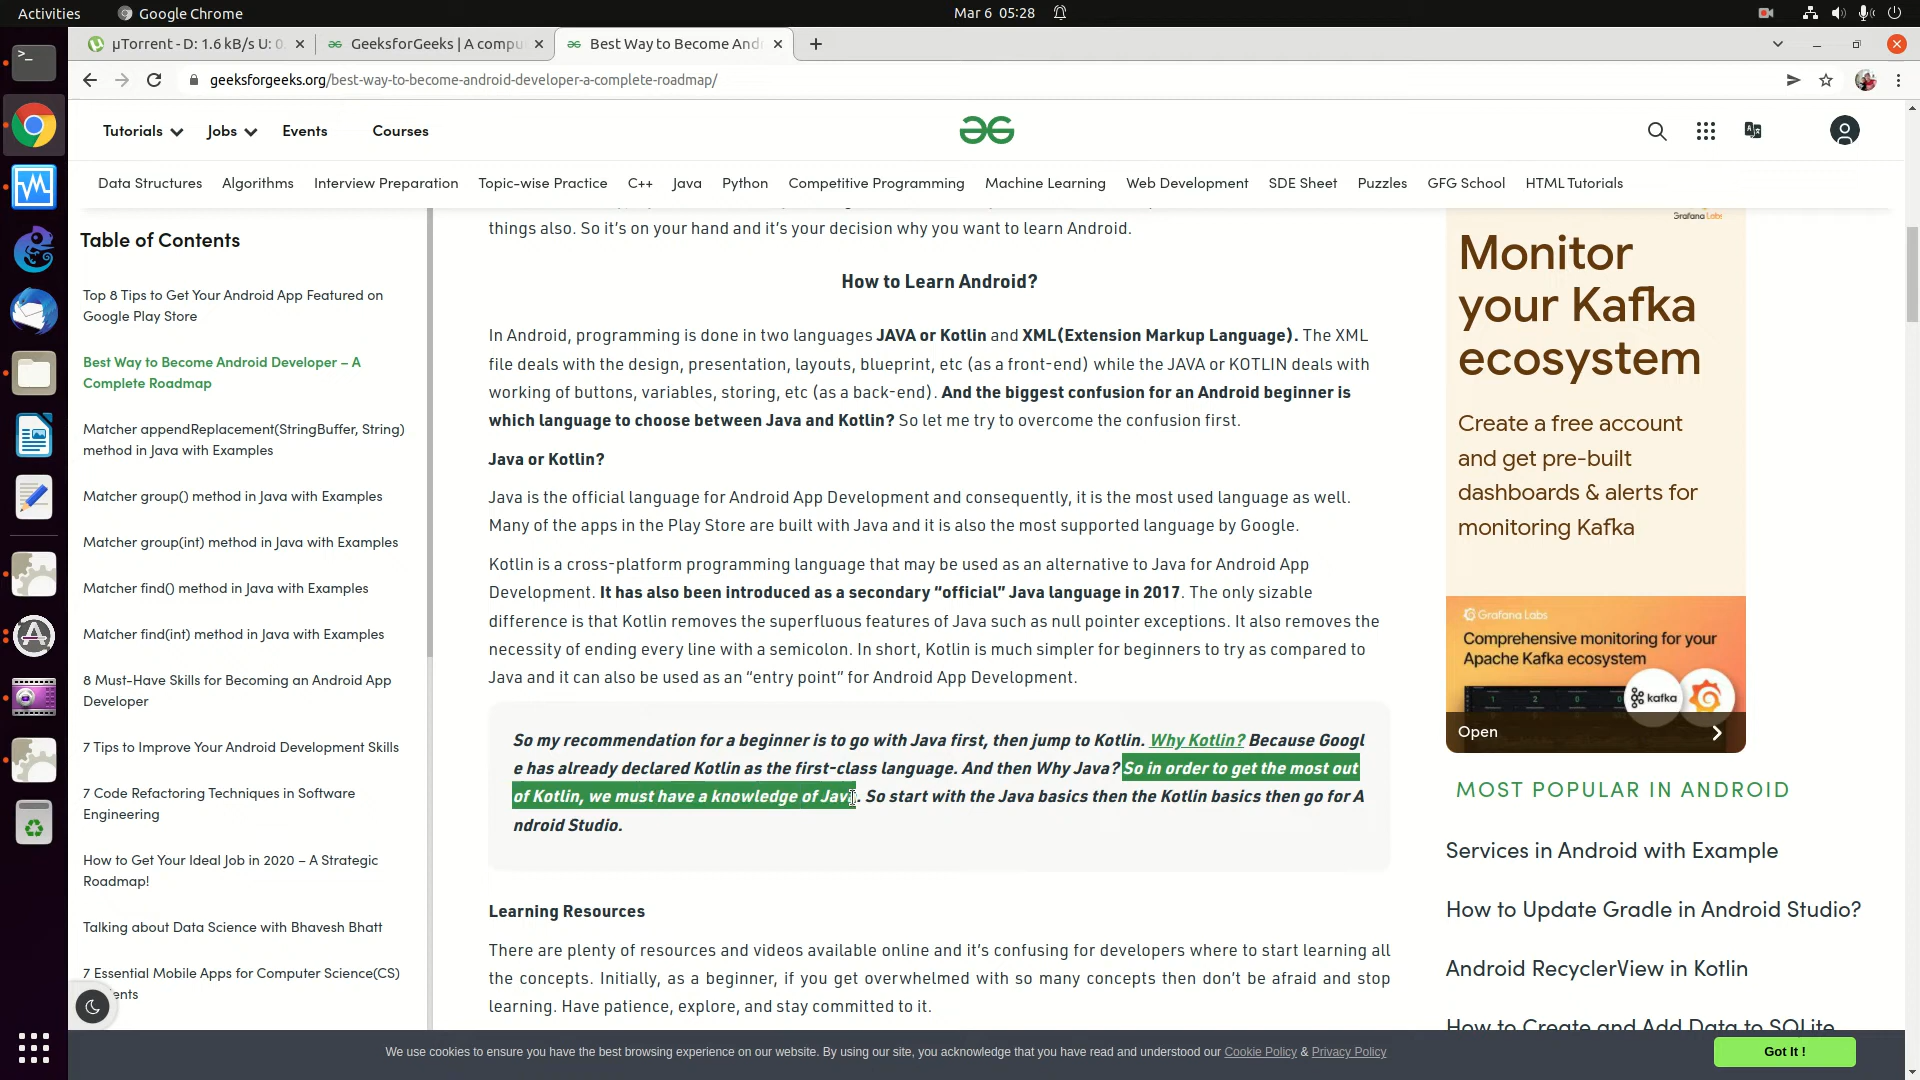 Activities
Google Chrome
Mar 6 05:28
µTorrent - D: 1.6 kB/s U: 0.
GeeksforGeeks | A compu
Best Way to Become And
geeksforgeeks.org/best-way-to-become-android-developer-a-complete-roadmap/
Tutorials
Jobs
Events
Courses
Data Structures
Algorithms
Interview Preparation
Topic-wise Practice
C++
Java
Python
Competitive Programming
Machine Learning
Web Development
SDE Sheet
Puzzles
GFG School
HTML Tutorials
Table of Contents
Top 8 Tips to Get Your Android App Featured on
Google Play Store
Best Way to Become Android Developer – A
Complete Roadmap
Matcher appendReplacement(StringBuffer, String)
method in Java with Examples
Matcher group() method in Java with Examples
Matcher group(int) method in Java with Examples
Matcher find() method in Java with Examples
Matcher find(int) method in Java with Examples
8 Must-Have Skills for Becoming an Android App
Developer
7 Tips to Improve Your Android Development Skills
7 Code Refactoring Techniques in Software
Engineering
How to Get Your Ideal Job in 2020 – A Strategic
Roadmap!
Talking about Data Science with Bhavesh Bhatt
7 Essential Mobile Apps for Computer Science(CS)
ents
things also. So it's on your hand and it's your decision why you want to learn Android.
How to Learn Android?
In Android, programming is done in two languages JAVA or Kotlin and XML(Extension Markup Language). The XML
file deals with the design, presentation, layouts, blueprint, etc (as a front-end) while the JAVA or KOTLIN deals with
working of buttons, variables, storing, etc (as a back-end). And the biggest confusion for an Android beginner is
which language to choose between Java and Kotlin? So let me try to overcome the confusion first.
Java or Kotlin?
Java is the official language for Android App Development and consequently, it is the most used language as well.
Many of the apps in the Play Store are built with Java and it is also the most supported language by Google.
Kotlin is a cross-platform programming language that may be used as an alternative to Java for Android App
Development. It has also been introduced as a secondary “official” Java language in 2017. The only sizable
difference is that Kotlin removes the superfluous features of Java such as null pointer exceptions. It also removes the
necessity of ending every line with a semicolon. In short, Kotlin is much simpler for beginners to try as compared to
Java and it can also be used as an “entry point” for Android App Development.
So my recommendation for a beginner is to go with Java first, then jump to Kotlin. Why Kotlin? Because Googl
e has already declared Kotlin as the first-class language. And then Why Java? So in order to get the most out
of Kotlin, we must have a knowledge of Java. So start with the Java basics then the Kotlin basics then go for A
ndroid Studio.
Learning Resources
There are plenty of resources and videos available online and it's confusing for developers where to start learning all
the concepts. Initially, as a beginner, if you get overwhelmed with so many concepts then don't be afraid and stop
learning. Have patience, explore, and stay committed to it.
Grafana Labs
Monitor
your Kafka
ecosystem
Create a free account
and get pre-built
dashboards & alerts for
monitoring Kafka
Grafana Labs
Comprehensive monitoring for your
Apache Kafka ecosystem
1 2 0 0
kafka
Open
MOST POPULAR IN ANDROID
Services in Android with Example
How to Update Gradle in Android Studio?
Android RecyclerView in Kotlin
How to Create and Add Data to SQLite
We use cookies to ensure you have the best browsing experience on our website. By using our site, you acknowledge that you have read and understood our Cookie Policy & Privacy Policy
Got It !